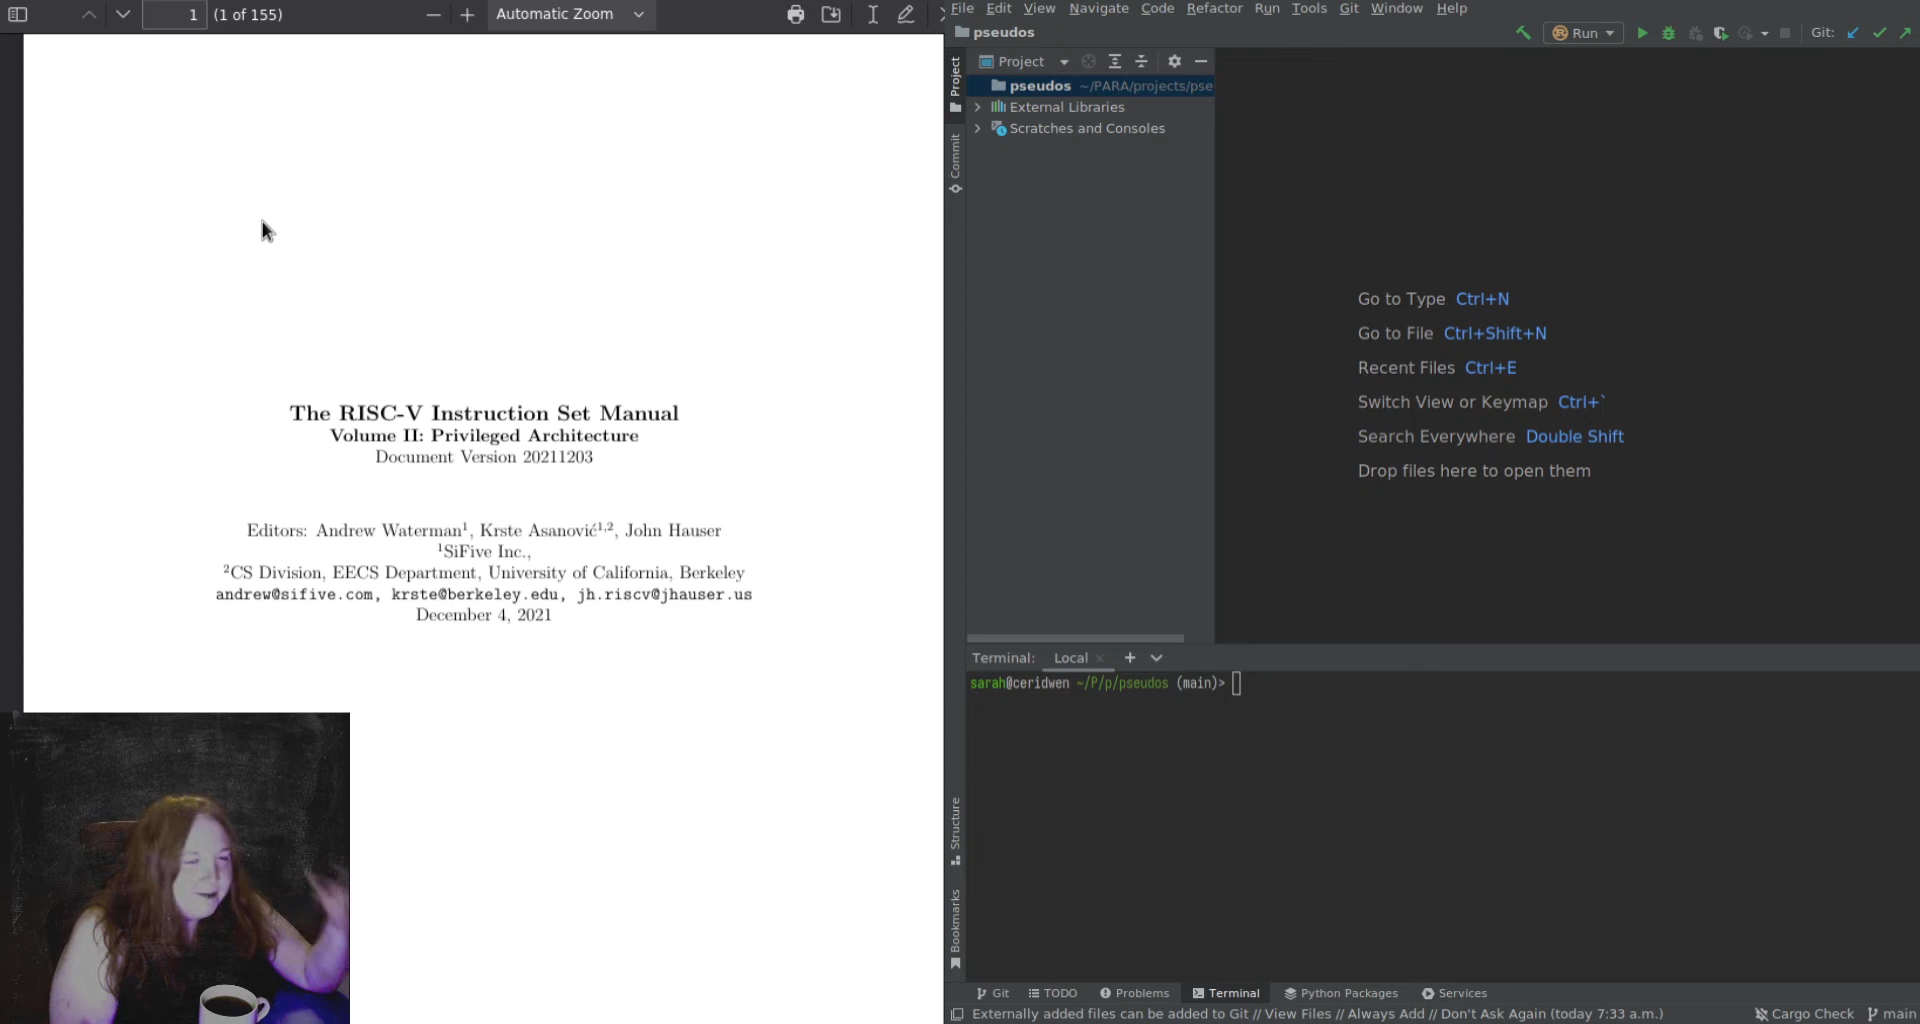 1 (1 of 155)
Automatic Zoom
The RISC-V Instruction Set Manual
Volume II: Privileged Architecture
Document Version 20211203
Editors: Andrew Waterman1, Krste Asanović1,2, John Hauser
1SiFive Inc.,
2CS Division, EECS Department, University of California, Berkeley
andrew@sifive.com, krste@berkeley.edu, jh.riscv@jhauser.us
December 4, 2021
File Edit View Navigate Code Refactor Run Tools Git Window Help
pseudos
Run
Git:
Project
Project
pseudos ~/PARA/projects/pse
External Libraries
Scratches and Consoles
Commit
Go to Type Ctrl+N
Go to File Ctrl+Shift+N
Recent Files Ctrl+E
Switch View or Keymap Ctrl+`
Search Everywhere Double Shift
Drop files here to open them
Terminal: Local
sarah@ceridwen ~/P/p/pseudos (main)>
Structure
Bookmarks
Git TODO Problems Terminal Python Packages Services
Externally added files can be added to Git // View Files // Always Add // Don't Ask Again (today 7:33 a.m.)
Cargo Check main